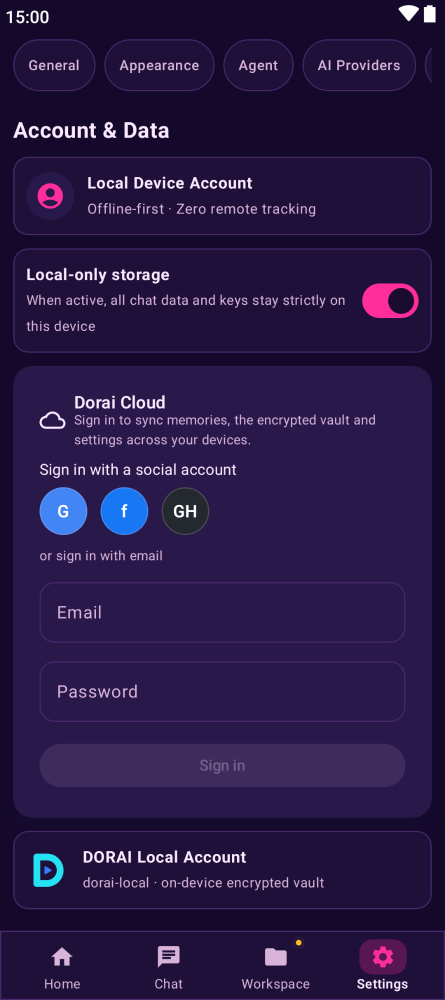 15:00
General
Appearance
Agent
AI Providers
Account & Data
Local Device Account
Offline-first · Zero remote tracking
Local-only storage
When active, all chat data and keys stay strictly on
this device
Dorai Cloud
Sign in to sync memories, the encrypted vault and
settings across your devices.
Sign in with a social account
G
f
GH
or sign in with email
Email
Password
Sign in
DORAI Local Account
dorai-local · on-device encrypted vault
Home
Chat
Workspace
Settings